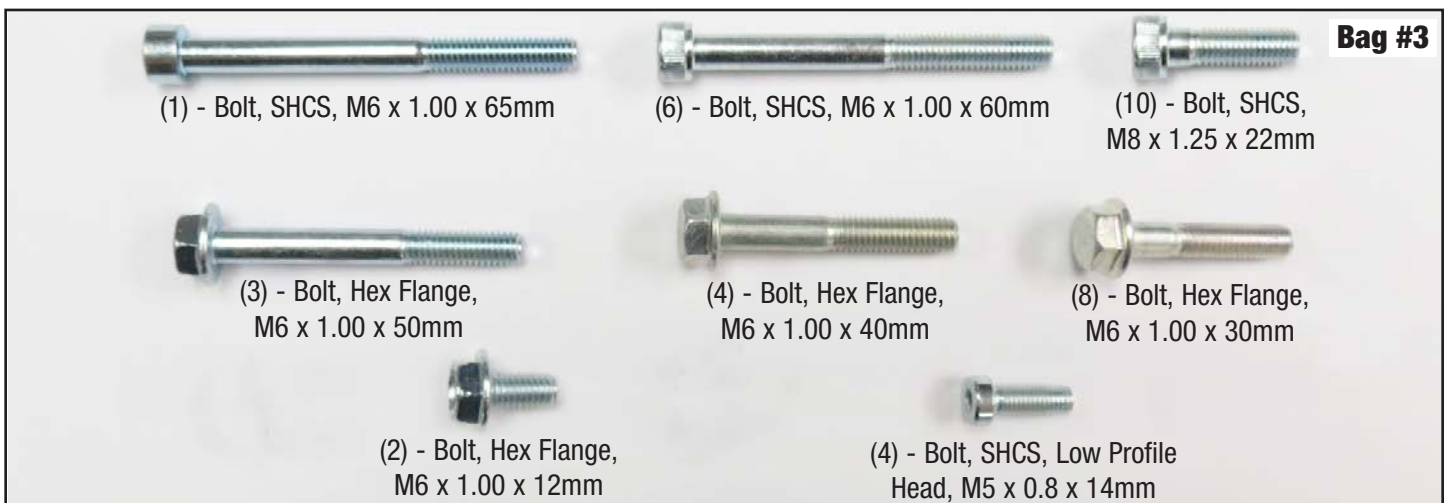 Bag #3
(1) - Bolt, SHCS, M6 x 1.00 x 65mm
(6) - Bolt, SHCS, M6 x 1.00 x 60mm
(10) - Bolt, SHCS,
M8 x 1.25 x 22mm
(3) - Bolt, Hex Flange,
M6 x 1.00 x 50mm
(4) - Bolt, Hex Flange,
M6 x 1.00 x 40mm
(8) - Bolt, Hex Flange,
M6 x 1.00 x 30mm
(2) - Bolt, Hex Flange,
M6 x 1.00 x 12mm
(4) - Bolt, SHCS, Low Profile
Head, M5 x 0.8 x 14mm